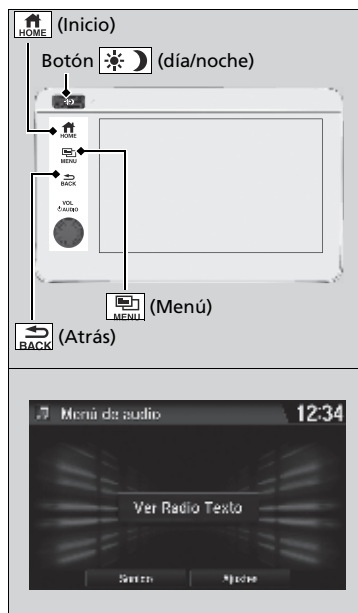 HOME (Inicio)
Botón (día/noche)
HOME
MENU
BACK
VOL
AUDIO
MENU (Menú)
BACK (Atrás)
Menú de audio 12:34
Ver Radio Texto
Sonido Ajustes